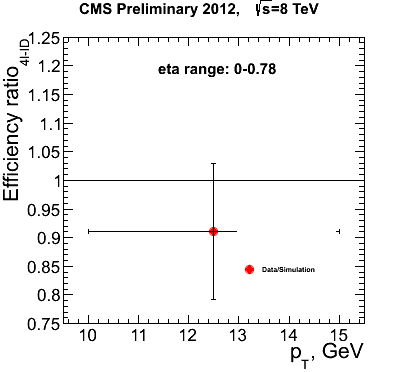 CMS Preliminary 2012, √s=8 TeV
Efficiency ratio4l-ID
1.25
1.2
1.15
1.1
1.05
1
0.95
0.9
0.85
0.8
0.75
eta range: 0-0.78
Data/Simulation
10 11 12 13 14 15
pT, GeV